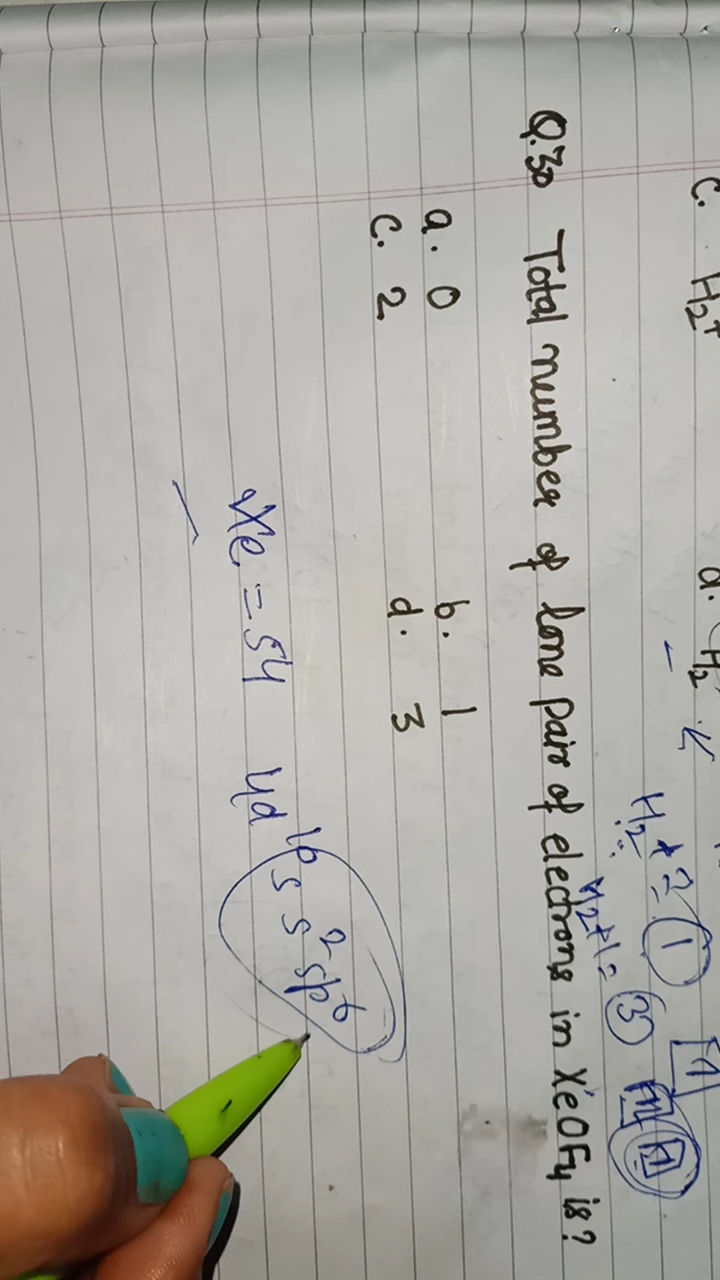 c. H₂⁺ d. H₂
H₂⁺ = 1
H₂⁺¹ = 3
Q.30 Total number of lone pair of electrons in XeOF₄ is?
a. 0 b. 1
c. 2 d. 3
Xe = 54 4d¹⁰ 5s² 5p⁶